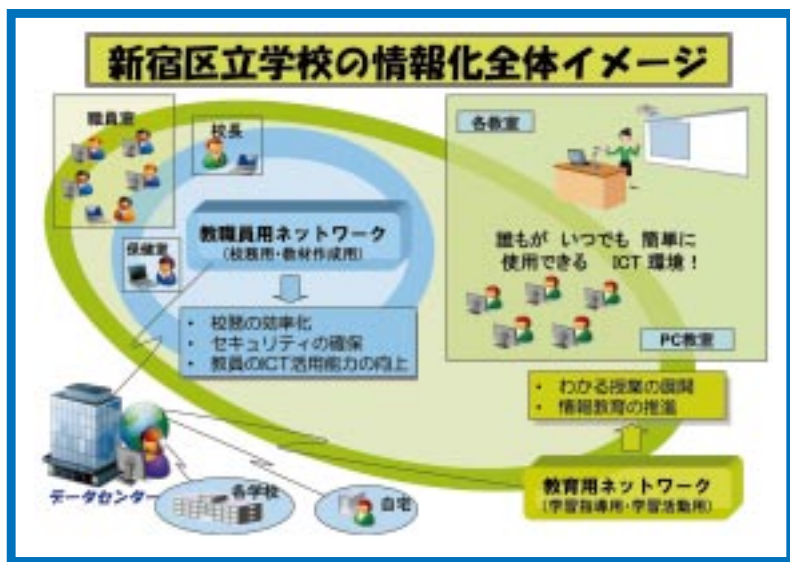 新宿区立学校の情報化全体イメージ
職員室
校長
保健室
教職員用ネットワーク
(校務用・教材作成用)
・ 校務の効率化
・ セキュリティの確保
・ 教員のICT活用能力の向上
各教室
誰もが いつでも 簡単に
使用できる ICT 環境!
PC教室
・ わかる授業の展開
・ 情報教育の推進
教育用ネットワーク
(学習指導用・学習活動用)
データセンター
各学校
自宅